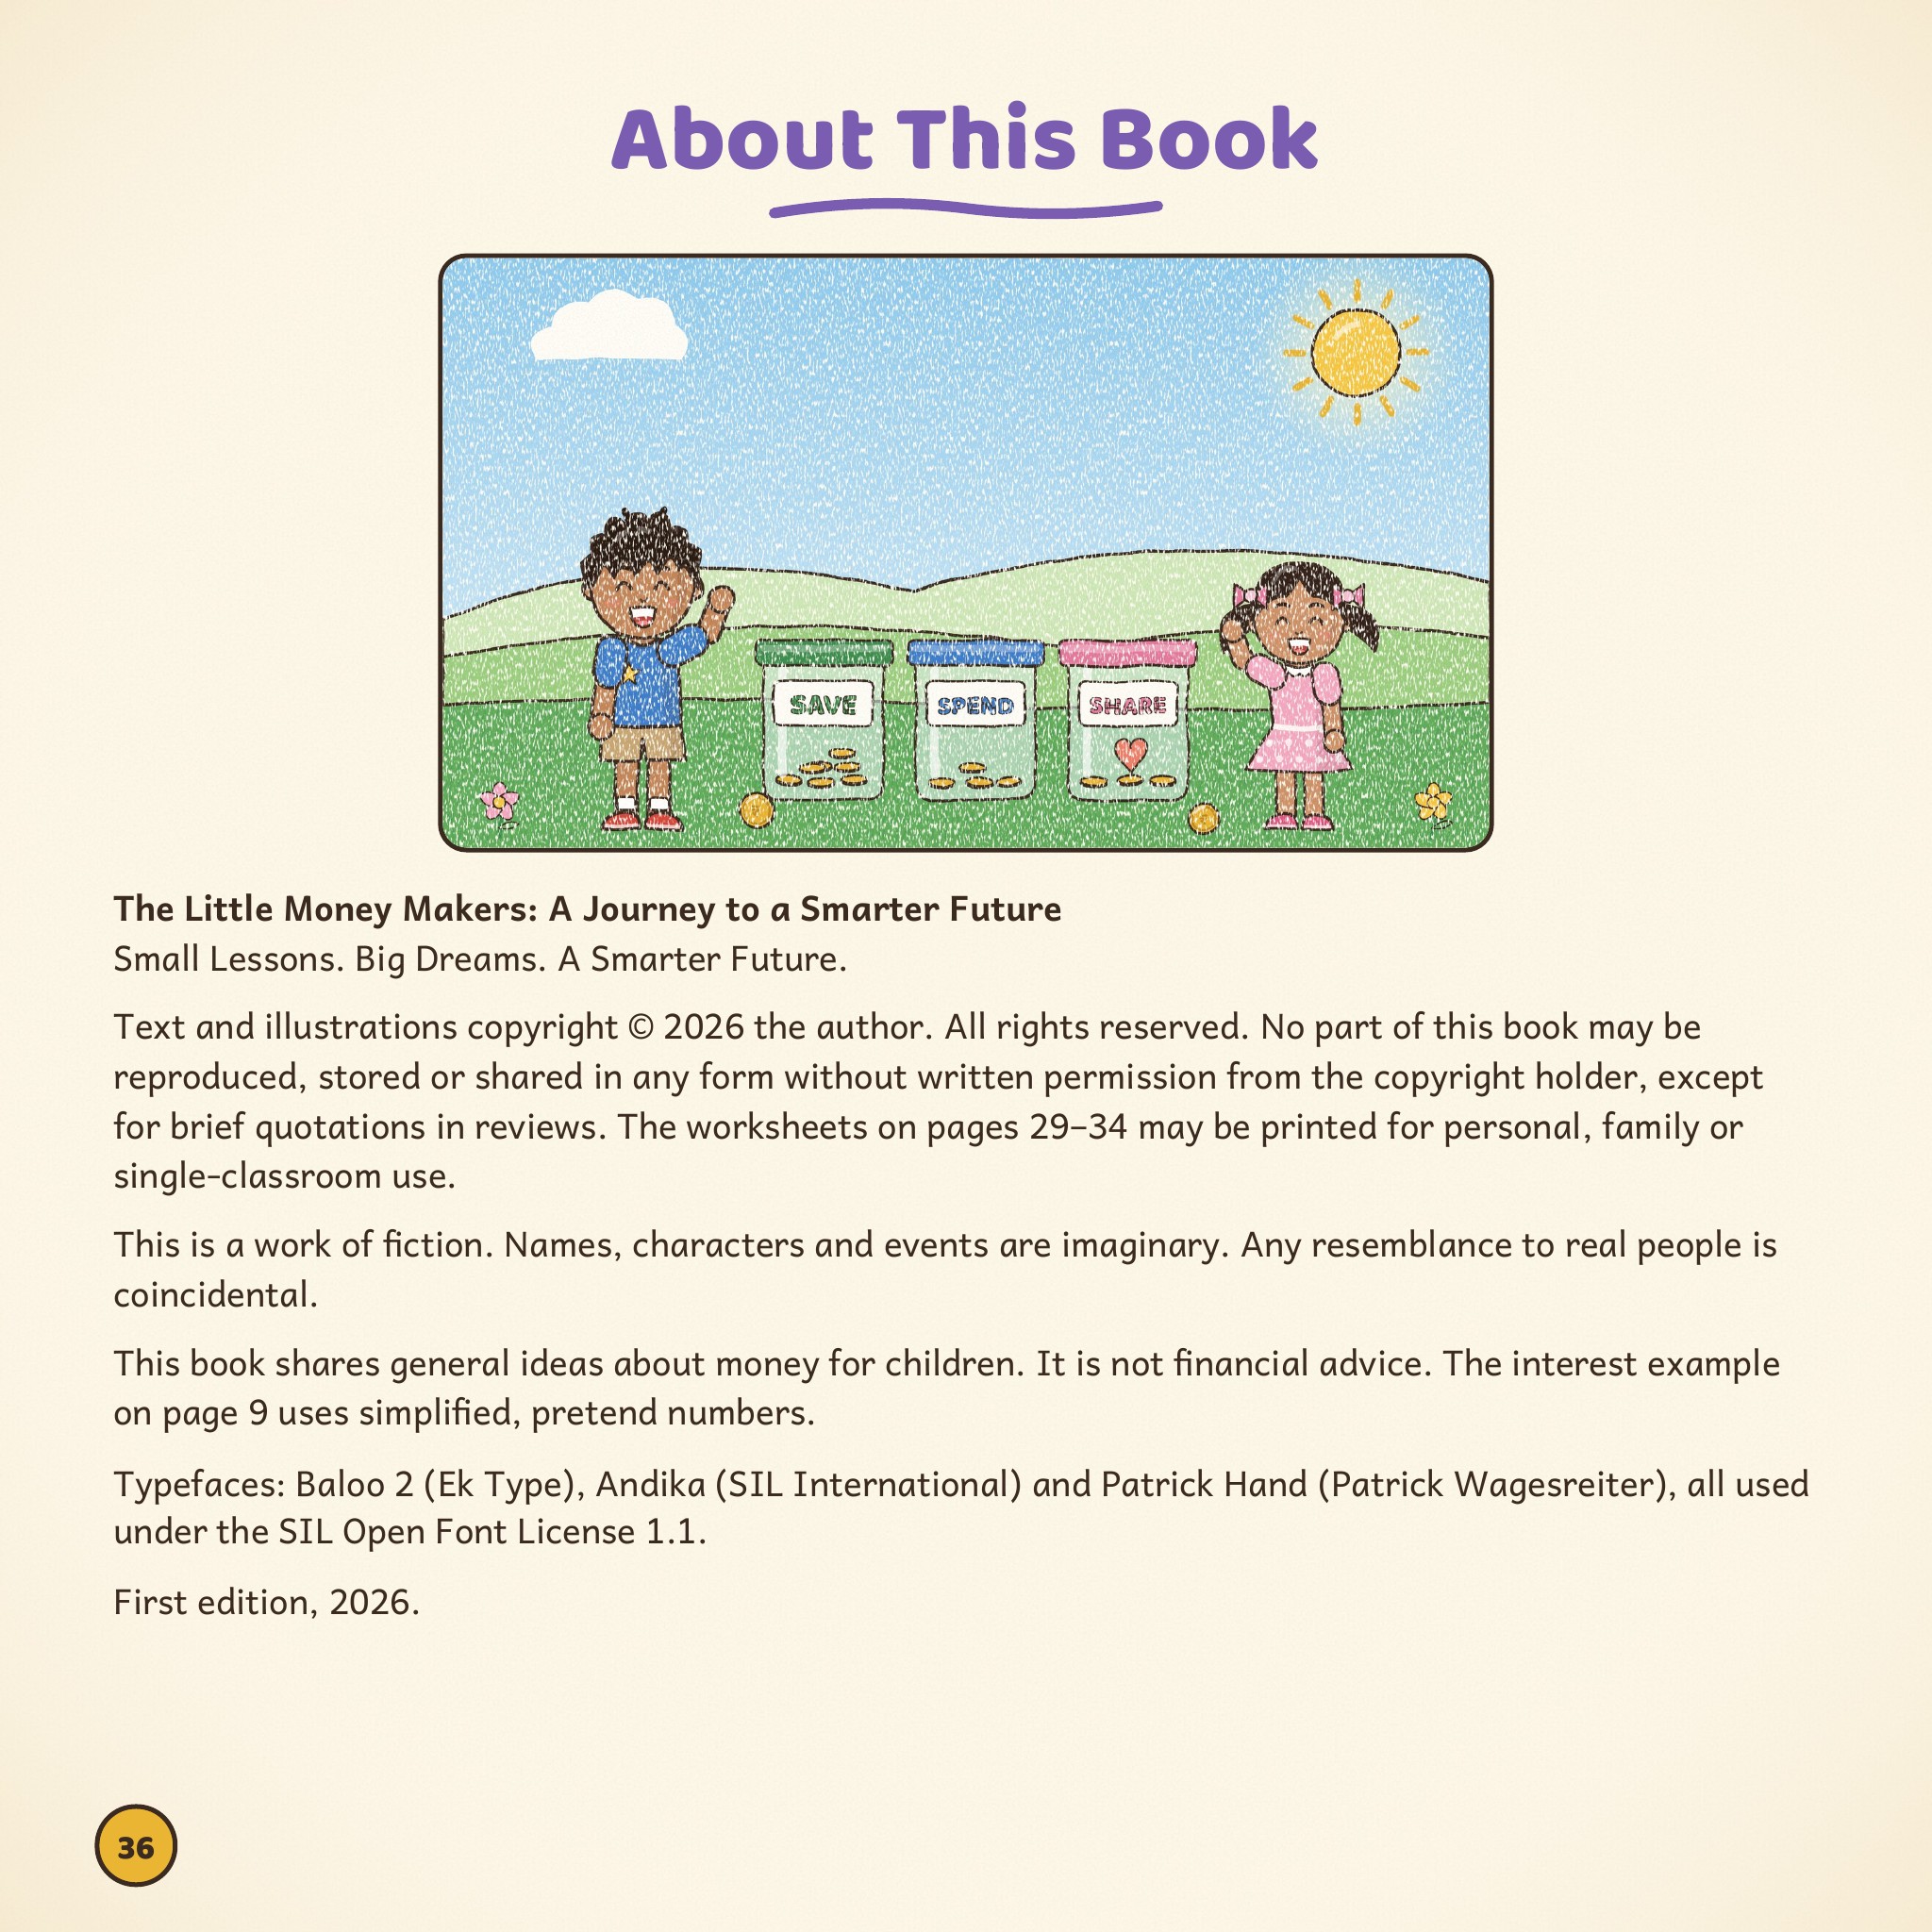 About This Book
SAVE
SPEND
SHARE
The Little Money Makers: A Journey to a Smarter Future
Small Lessons. Big Dreams. A Smarter Future.
Text and illustrations copyright © 2026 the author. All rights reserved. No part of this book may be
reproduced, stored or shared in any form without written permission from the copyright holder, except
for brief quotations in reviews. The worksheets on pages 29–34 may be printed for personal, family or
single-classroom use.
This is a work of fiction. Names, characters and events are imaginary. Any resemblance to real people is
coincidental.
This book shares general ideas about money for children. It is not financial advice. The interest example
on page 9 uses simplified, pretend numbers.
Typefaces: Baloo 2 (Ek Type), Andika (SIL International) and Patrick Hand (Patrick Wagesreiter), all used
under the SIL Open Font License 1.1.
First edition, 2026.
36